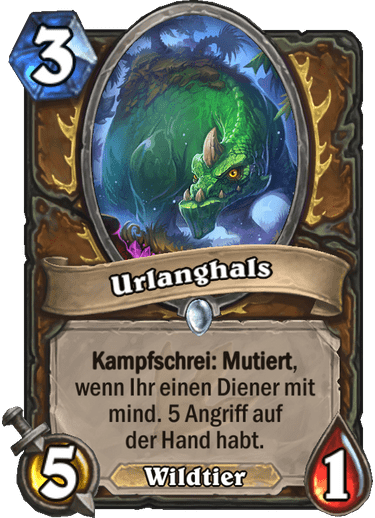 3
Urlanghals
Kampfschrei: Mutiert,
wenn Ihr einen Diener mit
mind. 5 Angriff auf
der Hand habt.
5
Wildtier
1